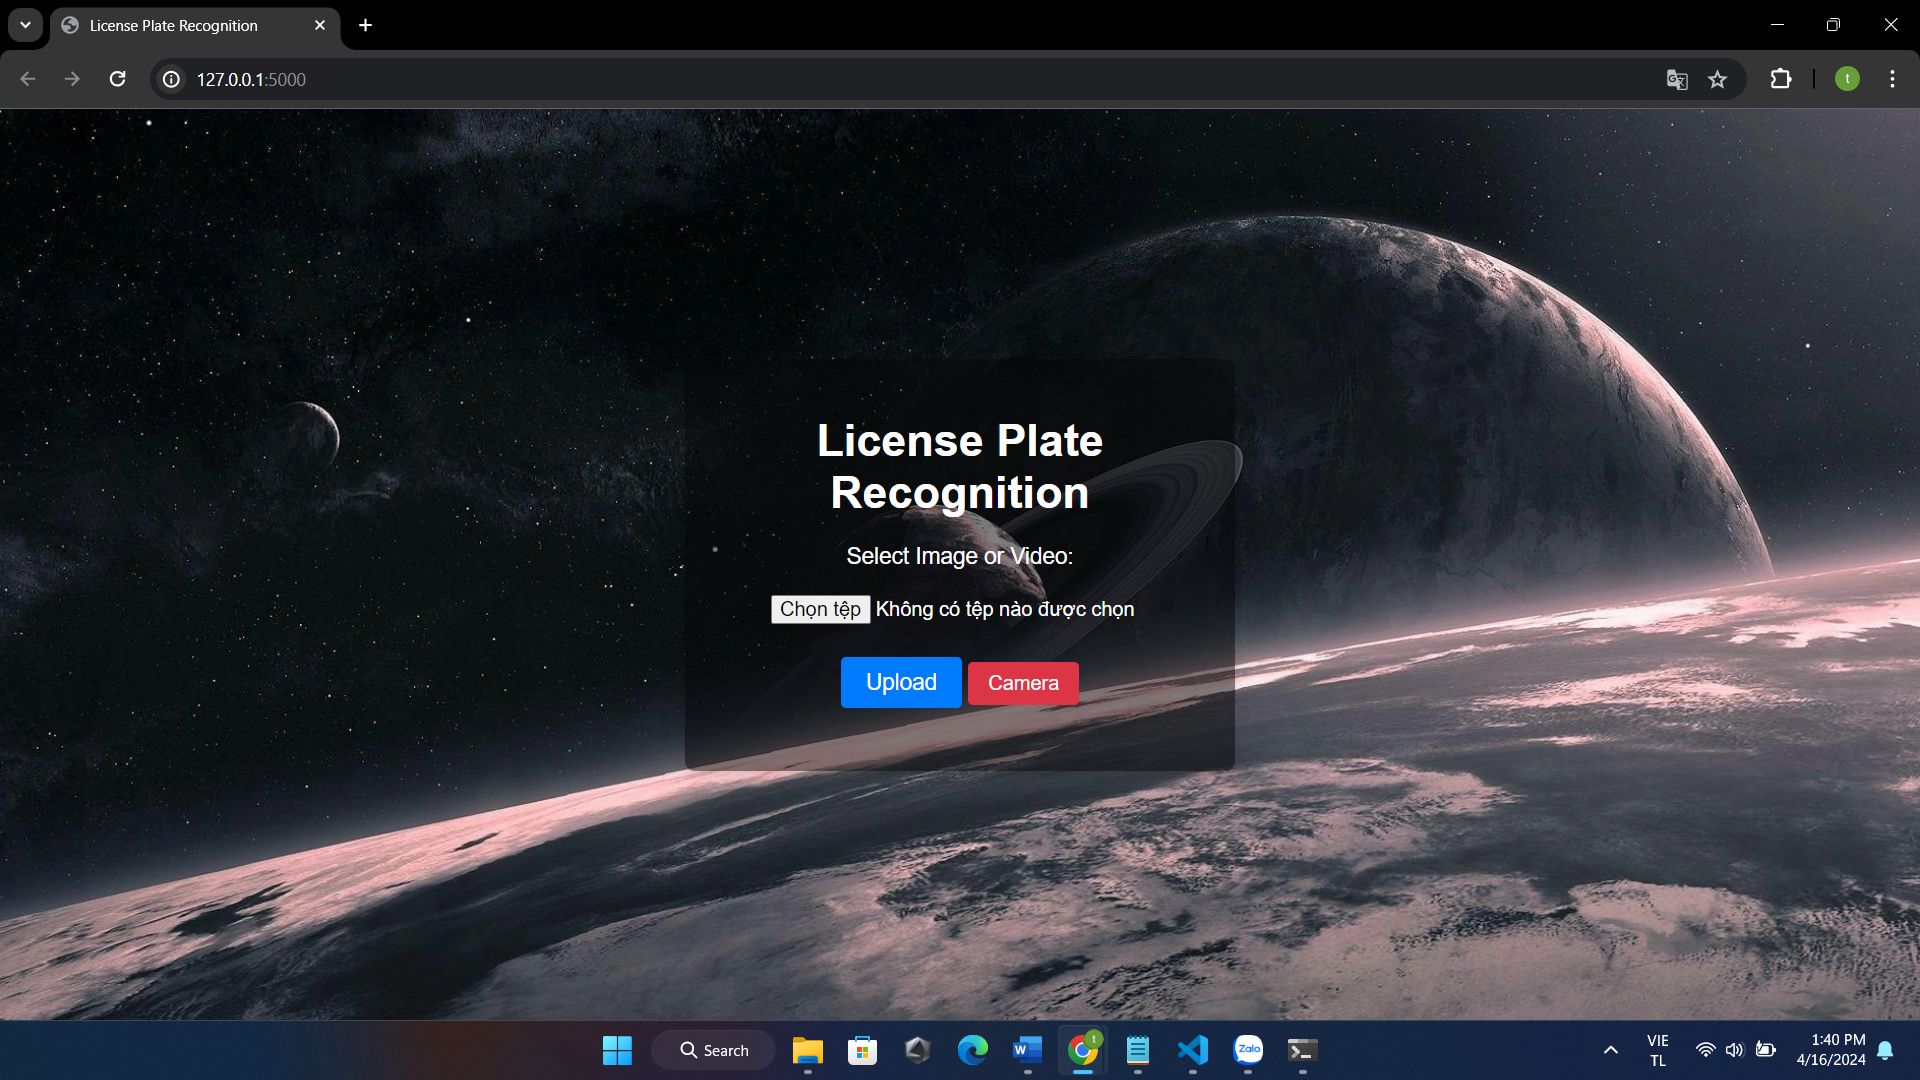 License Plate Recognition
127.0.0.1:5000
t
License Plate
Recognition
Select Image or Video:
Chọn tệp Không có tệp nào được chọn
Upload Camera
Search
W
t
Zalo
VIE
TL
1:40 PM
4/16/2024